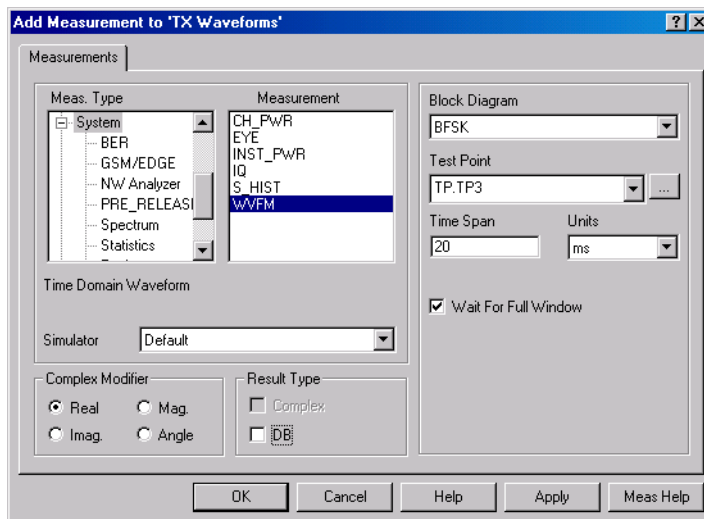 Add Measurement to 'TX Waveforms'
Measurements
Meas. Type
System
BER
GSM/EDGE
NW Analyzer
PRE_RELEASI
Spectrum
Statistics
Measurement
CH_PWR
EYE
INST_PWR
IQ
S_HIST
WVFM
Time Domain Waveform
Simulator
Default
Complex Modifier
Real
Mag.
Imag.
Angle
Result Type
Complex
DB
Block Diagram
BFSK
Test Point
TP.TP3
...
Time Span
Units
20
ms
Wait For Full Window
OK
Cancel
Help
Apply
Meas Help